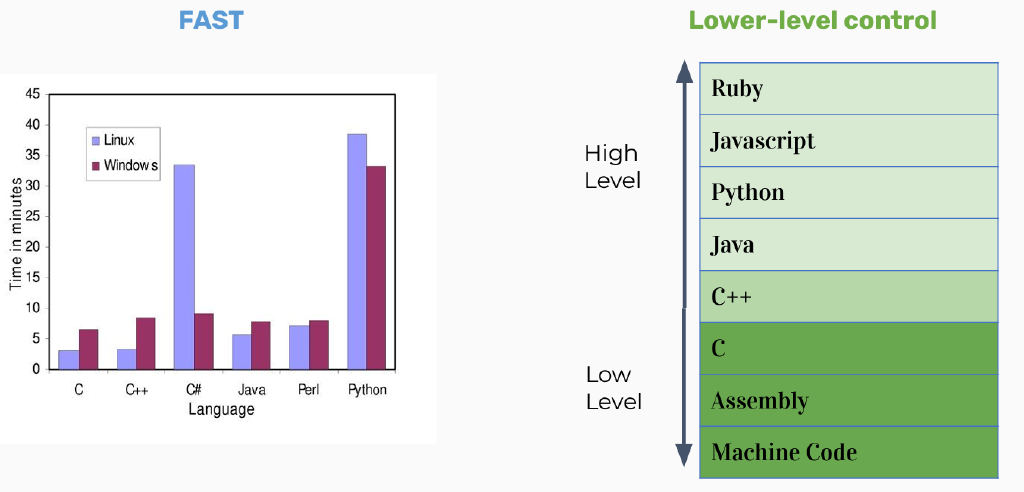 FAST
Lower-level control
45
40
35
30
25
20
15
10
5
0
Time in minutes
Linux
Windows
C
C++
C#
Java
Perl
Python
Language
High
Level
Low
Level
Ruby
Javascript
Python
Java
C++
C
Assembly
Machine Code